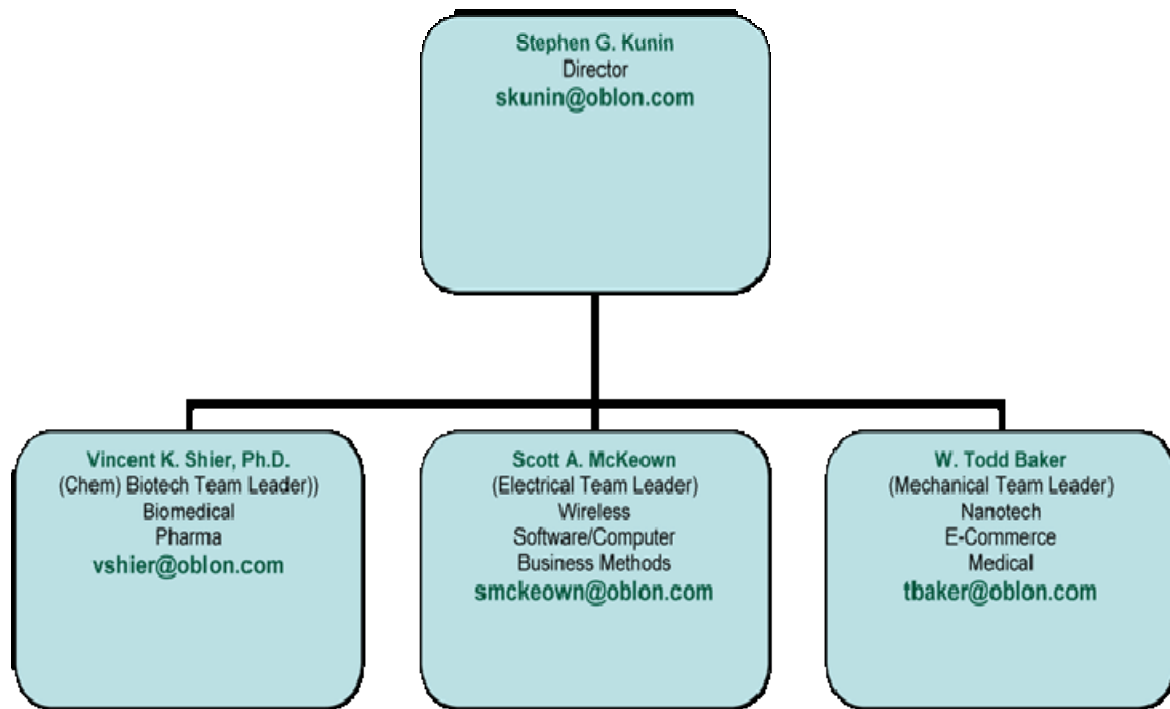 Stephen G. Kunin
Director
skunin@oblon.com
Vincent K. Shier, Ph.D.
(Chem) Biotech Team Leader))
Biomedical
Pharma
vshier@oblon.com
Scott A. McKeown
(Electrical Team Leader)
Wireless
Software/Computer
Business Methods
smckeown@oblon.com
W. Todd Baker
(Mechanical Team Leader)
Nanotech
E-Commerce
Medical
tbaker@oblon.com